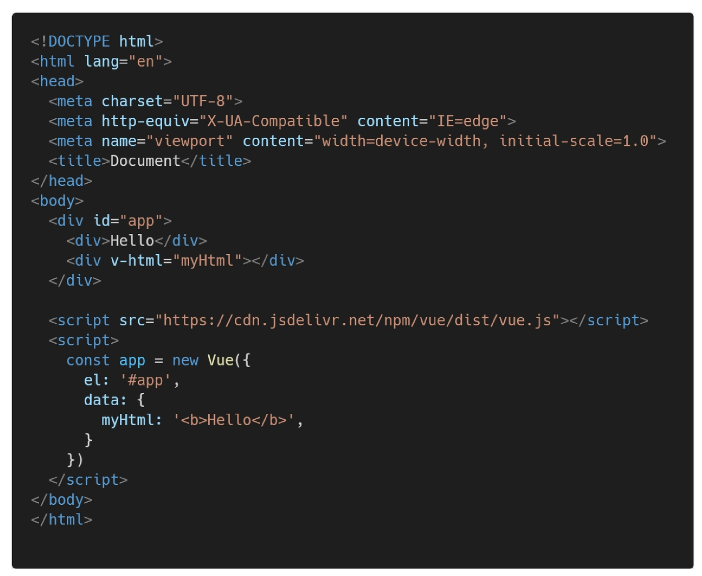 <!DOCTYPE html>
<html lang="en">
<head>
  <meta charset="UTF-8">
  <meta http-equiv="X-UA-Compatible" content="IE=edge">
  <meta name="viewport" content="width=device-width, initial-scale=1.0">
  <title>Document</title>
</head>
<body>
  <div id="app">
    <div>Hello</div>
    <div v-html="myHtml"></div>
  </div>

  <script src="https://cdn.jsdelivr.net/npm/vue/dist/vue.js"></script>
  <script>
    const app = new Vue({
      el: '#app',
      data: {
        myHtml: '<b>Hello</b>',
      }
    })
  </script>
</body>
</html>